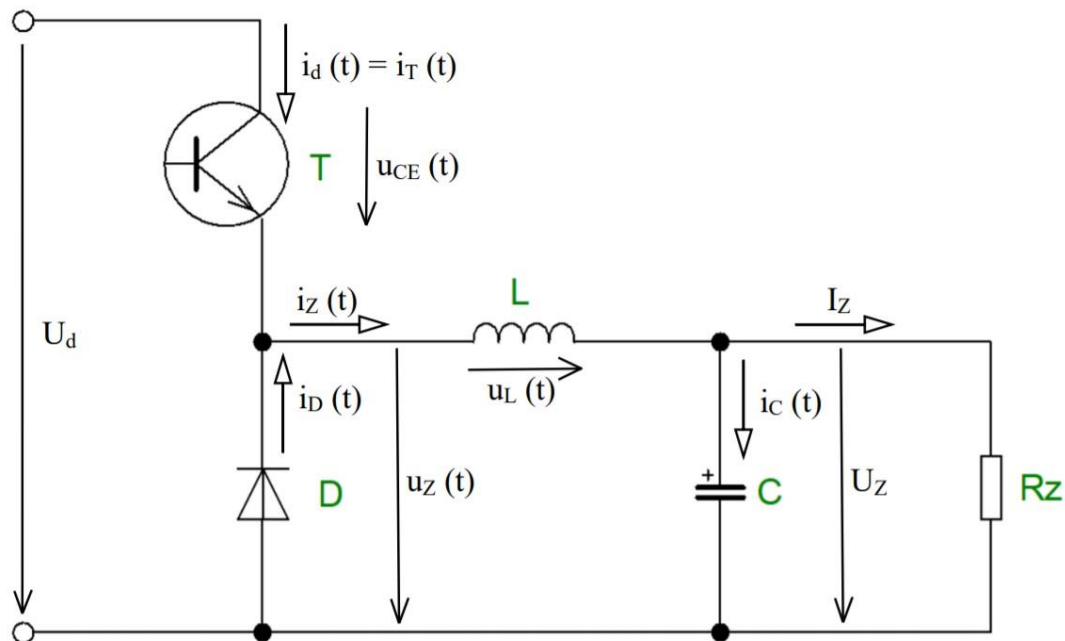 i_d (t) = i_T (t)
T
u_CE (t)
i_Z (t)
L
I_Z
U_d
i_D (t)
u_L (t)
i_C (t)
D
u_Z (t)
+
C
U_Z
Rz